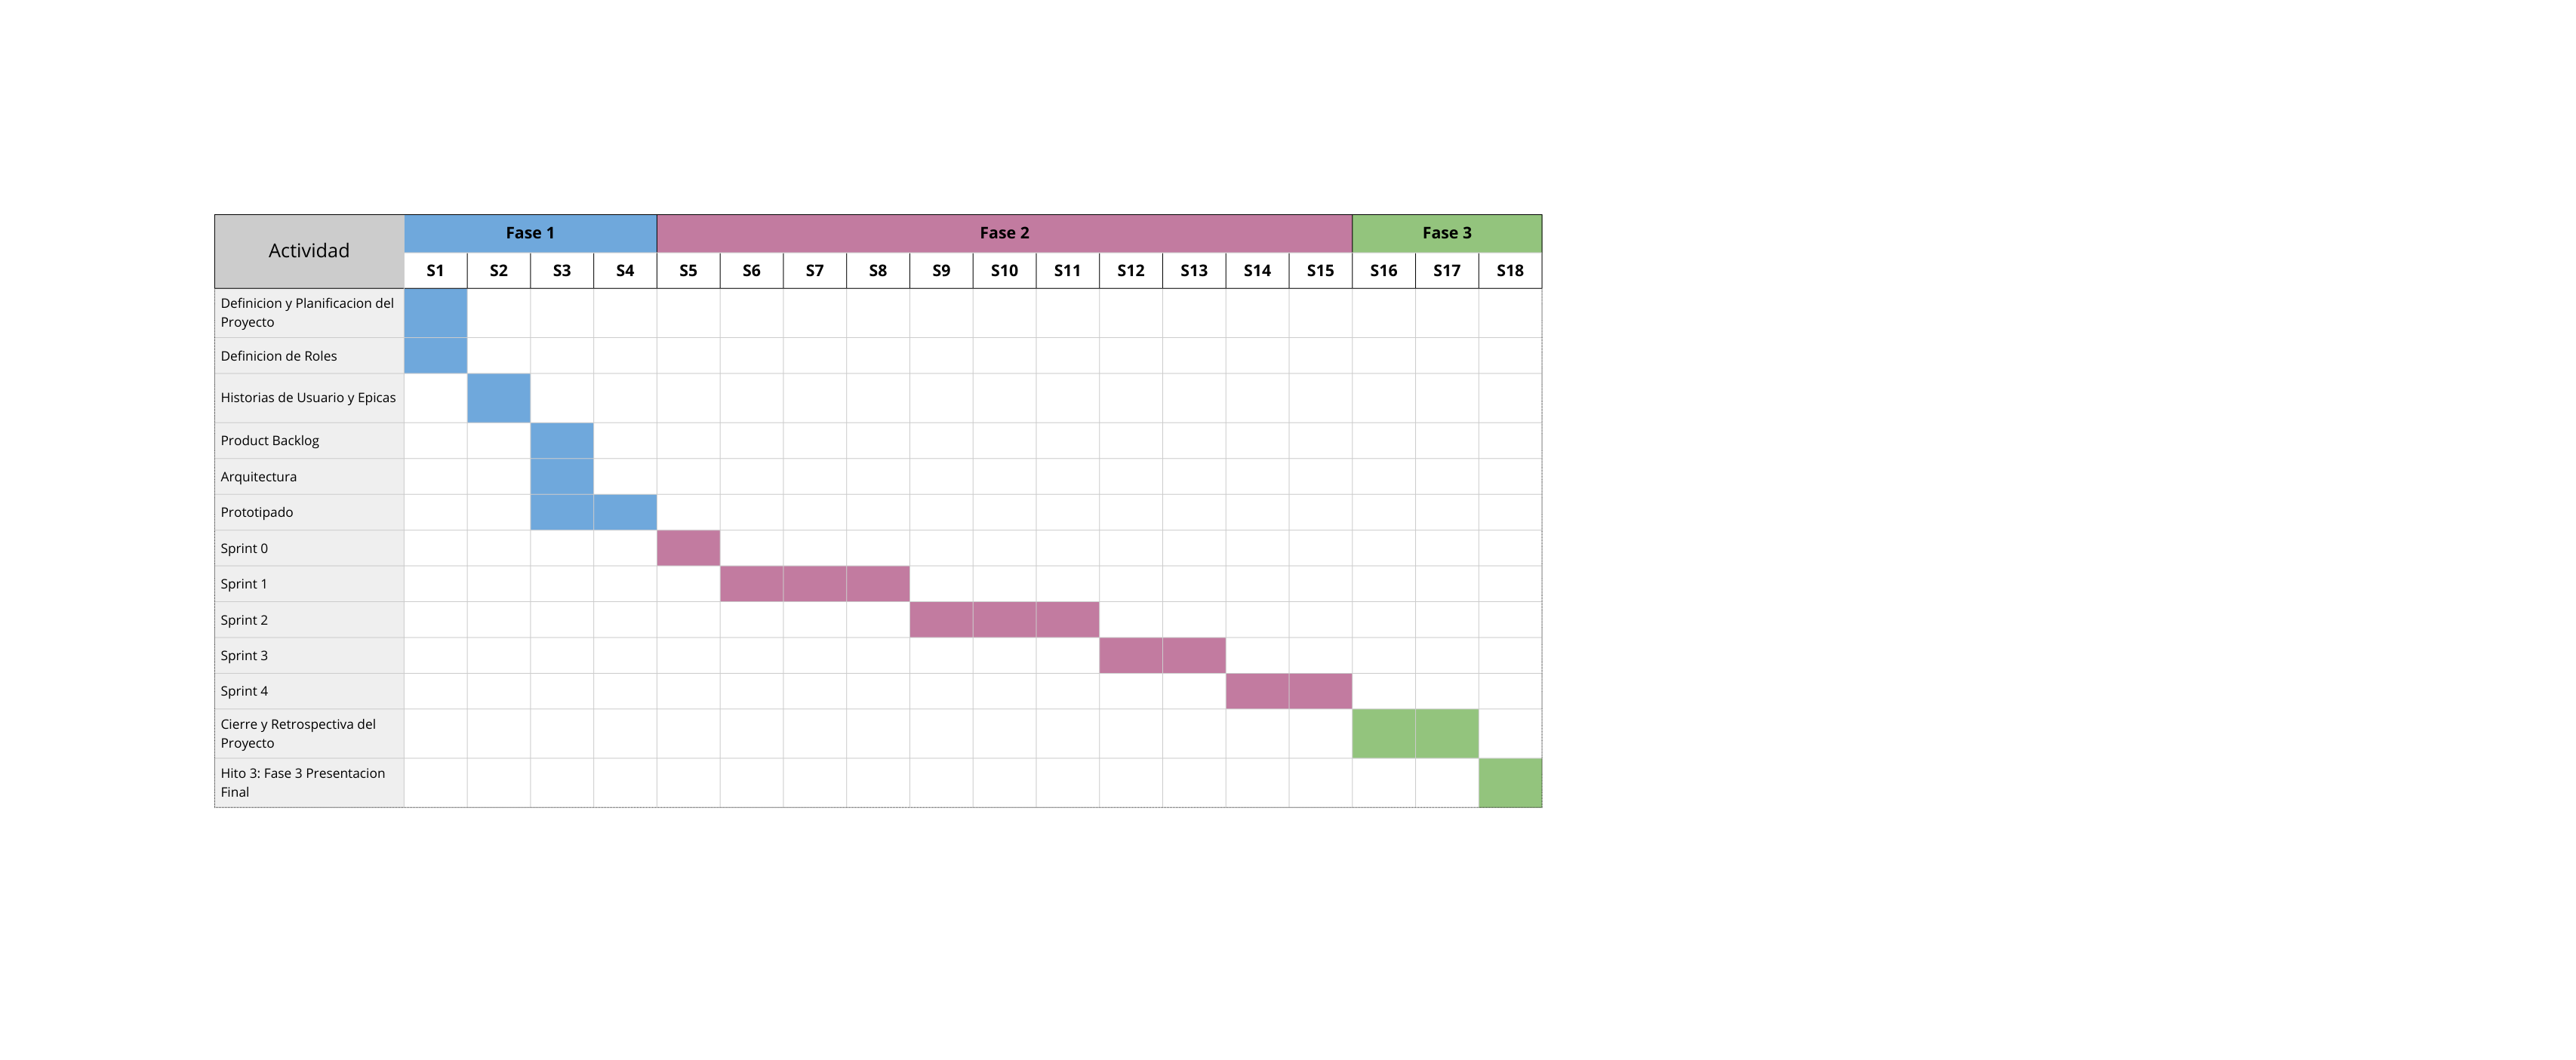 Actividad
Fase 1
Fase 2
Fase 3
S1 S2 S3 S4 S5 S6 S7 S8 S9 S10 S11 S12 S13 S14 S15 S16 S17 S18
Definicion y Planificacion del
Proyecto
Definicion de Roles
Historias de Usuario y Epicas
Product Backlog
Arquitectura
Prototipado
Sprint 0
Sprint 1
Sprint 2
Sprint 3
Sprint 4
Cierre y Retrospectiva del
Proyecto
Hito 3: Fase 3 Presentacion
Final